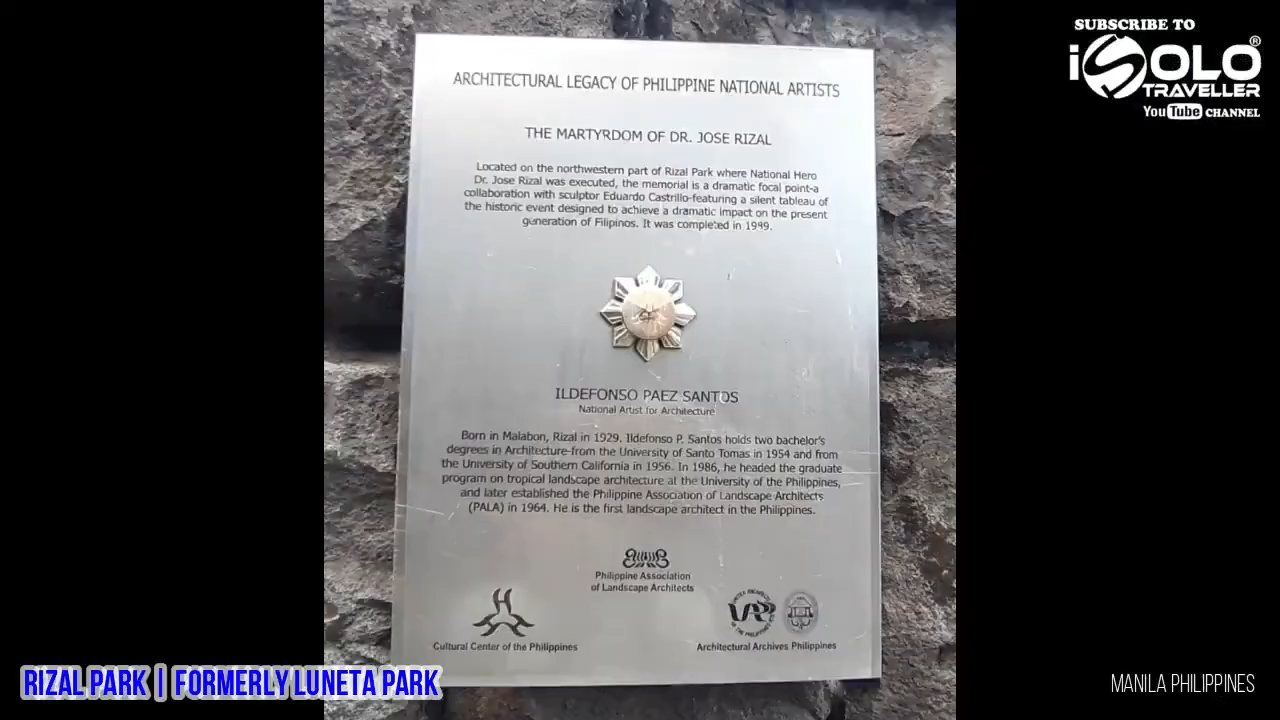 SUBSCRIBE TO
iSOLO
TRAVELLER
YouTube CHANNEL
ARCHITECTURAL LEGACY OF PHILIPPINE NATIONAL ARTISTS
THE MARTYRDOM OF DR. JOSE RIZAL
Located on the northwestern part of Rizal Park where National Hero
Dr. Jose Rizal was executed, the memorial is a dramatic focal point-a
collaboration with sculptor Eduardo Castrillo-featuring a silent tableau of
the historic event designed to achieve a dramatic impact on the present
generation of Filipinos. It was completed in 1999.
ILDEFONSO PAEZ SANTOS
National Artist for Architecture
Born in Malabon, Rizal in 1929. Ildefonso P. Santos holds two bachelor's
degrees in Architecture-from the University of Santo Tomas in 1954 and from
the University of Southern California in 1956. In 1986, he headed the graduate
program on tropical landscape architecture at the University of the Philippines,
and later established the Philippine Association of Landscape Architects
(PALA) in 1964. He is the first landscape architect in the Philippines.
Philippine Association
of Landscape Architects
Cultural Center of the Philippines
UAP
Architectural Archives Philippines
RIZAL PARK | FORMERLY LUNETA PARK
MANILA PHILIPPINES